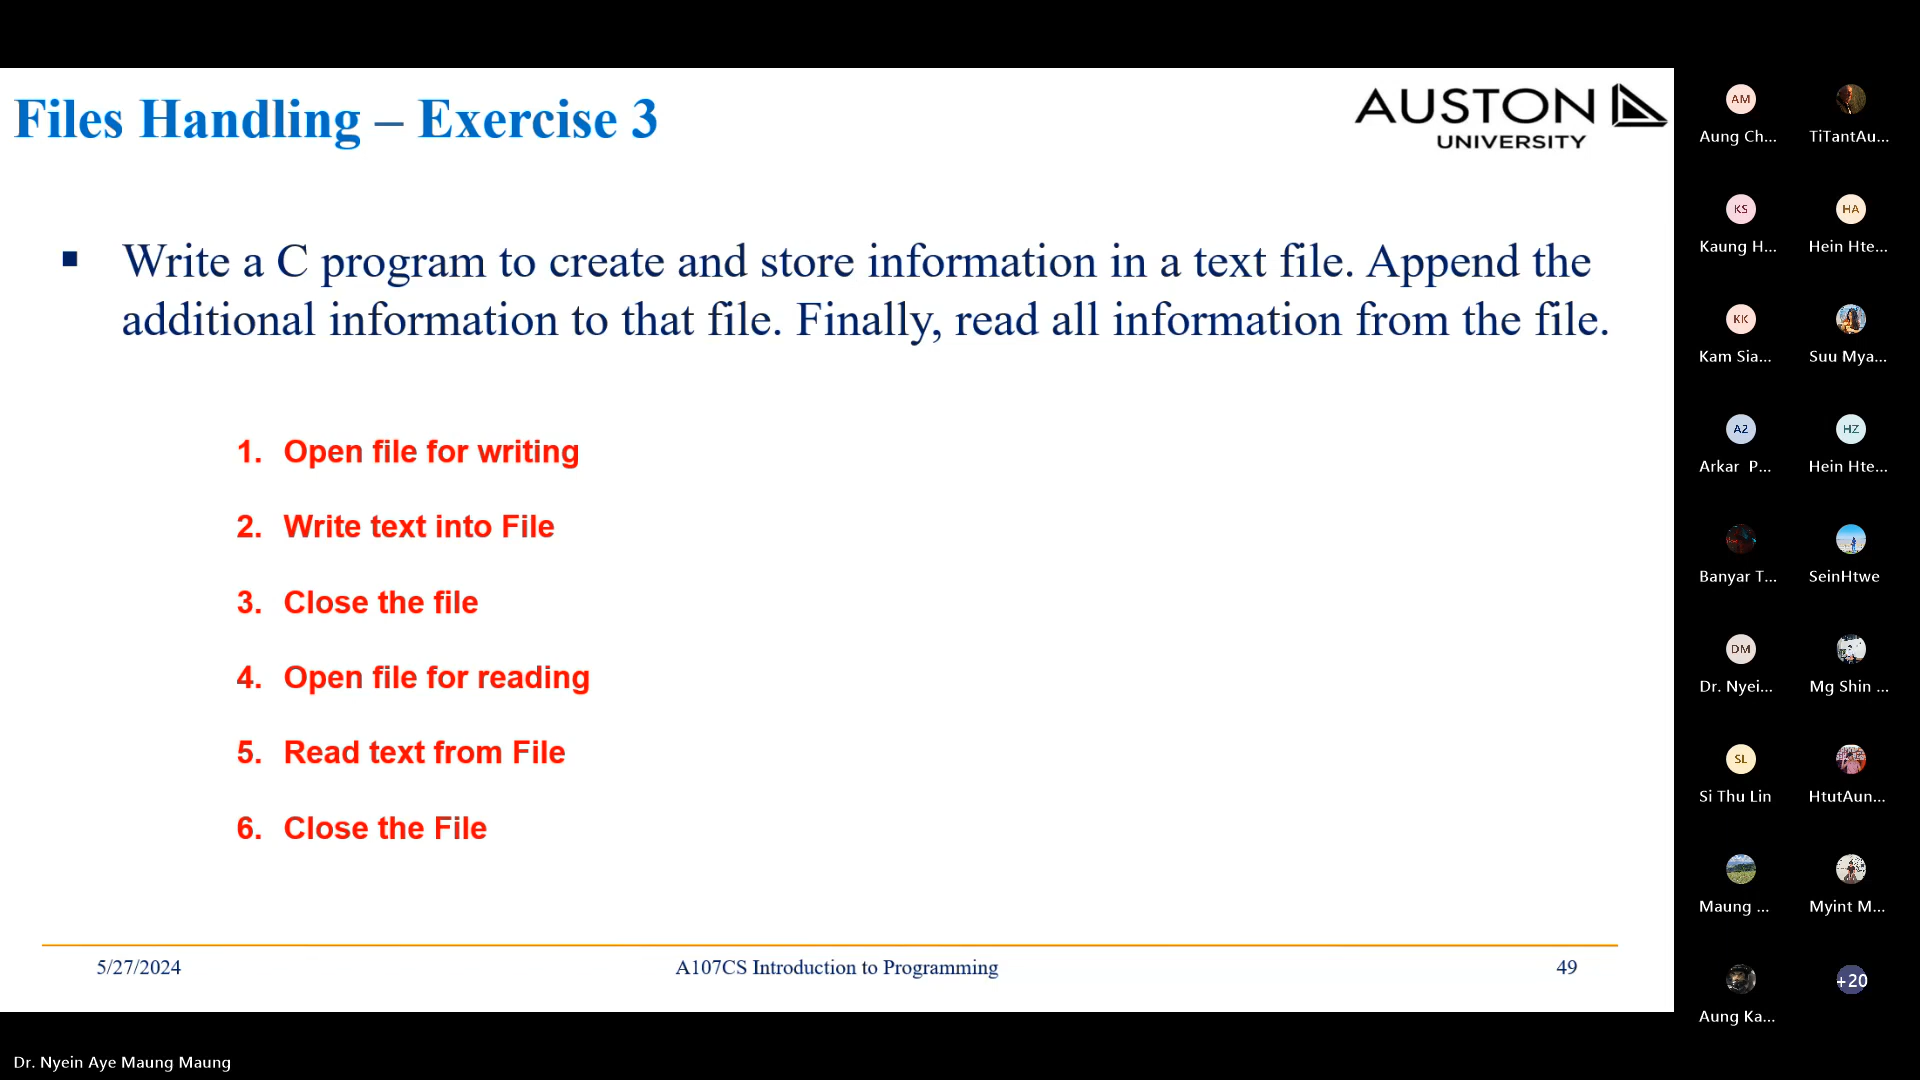 Files Handling – Exercise 3
AUSTON
UNIVERSITY
▪ Write a C program to create and store information in a text file. Append the
additional information to that file. Finally, read all information from the file.
1. Open file for writing
2. Write text into File
3. Close the file
4. Open file for reading
5. Read text from File
6. Close the File
5/27/2024
A107CS Introduction to Programming
49
AM
Aung Ch...
TiTantAu...
KS
HA
Kaung H...
Hein Hte...
KK
Kam Sia...
Suu Mya...
A2
HZ
Arkar P...
Hein Hte...
Banyar T...
SeinHtwe
DM
Dr. Nyei...
Mg Shin ...
SL
Si Thu Lin
HtutAun...
Maung ...
Myint M...
+20
Aung Ka...
Dr. Nyein Aye Maung Maung